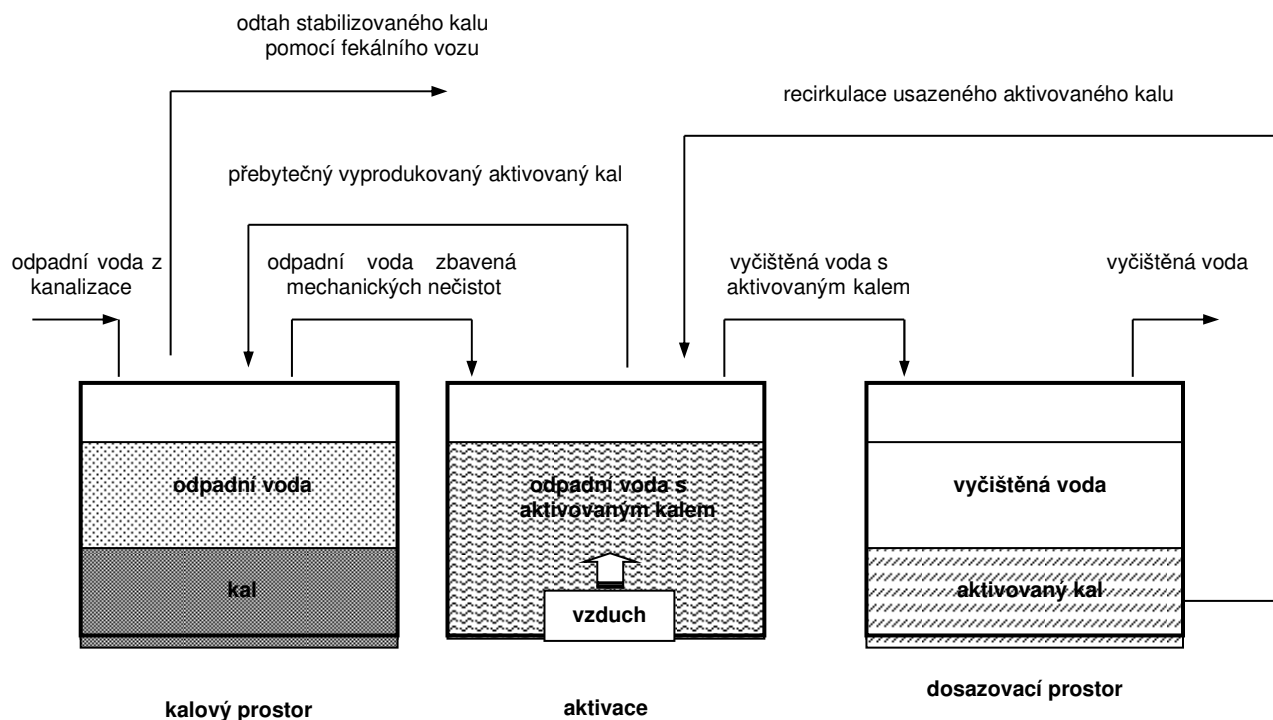 odtah stabilizovaného kalu
pomocí fekálního vozu
recirkulace usazeného aktivovaného kalu
přebytečný vyprodukovaný aktivovaný kal
odpadní voda z
kanalizace
odpadní voda zbavená
mechanických nečistot
vyčištěná voda s
aktivovaným kalem
vyčištěná voda
odpadní voda
odpadní voda s
aktivovaným kalem
vyčištěná voda
kal
vzduch
aktivovaný kal
kalový prostor
aktivace
dosazovací prostor